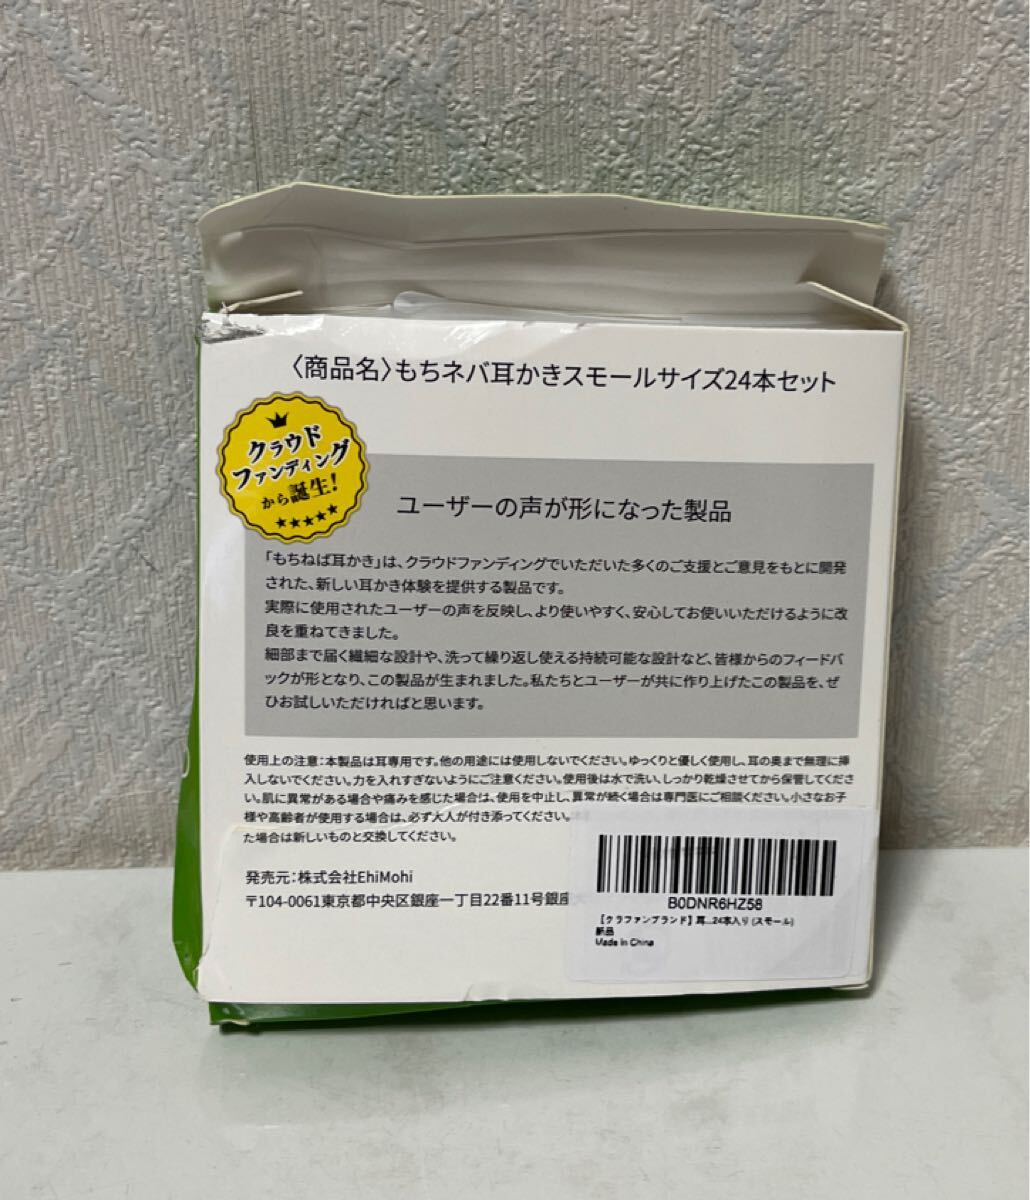 〈商品名〉もちネバ耳かきスモールサイズ24本セット
クラウド
ファンディング
から誕生!
★★★★★
ユーザーの声が形になった製品
「もちねば耳かき」は、クラウドファンディングでいただいた多くのご支援とご意見をもとに開発
された、新しい耳かき体験を提供する製品です。
実際に使用されたユーザーの声を反映し、より使いやすく、安心してお使いいただけるように改
良を重ねてきました。
細部まで届く繊細な設計や、洗って繰り返し使える持続可能な設計など、皆様からのフィードバ
ックが形となり、この製品が生まれました。私たちとユーザーが共に作り上げたこの製品を、ぜ
ひお試しいただければと思います。
使用上の注意:本製品は耳専用です。他の用途には使用しないでください。ゆっくりと優しく使用し、耳の奥まで無理に挿
入しないでください。力を入れすぎないようにご注意ください。使用後は水で洗い、しっかり乾燥させてから保管してくださ
い。肌に異常がある場合や痛みを感じた場合は、使用を中止し、異常が続く場合は専門医にご相談ください。小さなお子
様や高齢者が使用する場合は、必ず大人が付き添ってください。
た場合は新しいものと交換してください。
発売元:株式会社EhiMohi
〒104-0061東京都中央区銀座一丁目22番11号銀座
B0DNR6HZ58
【クラファンブランド】耳...24本入り (スモール)
新品
Made in China